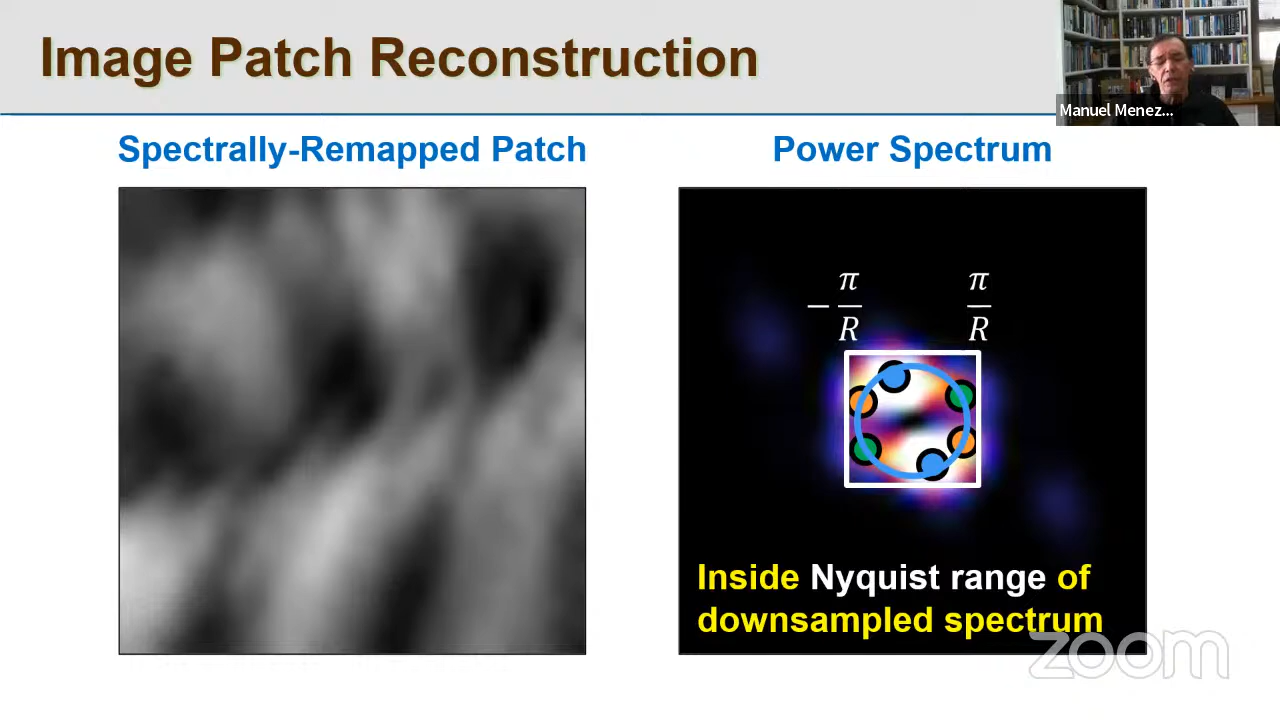 Image Patch Reconstruction
Manuel Menez...
Spectrally-Remapped Patch
Power Spectrum
− π/R
π/R
Inside Nyquist range of
downsampled spectrum
zoom